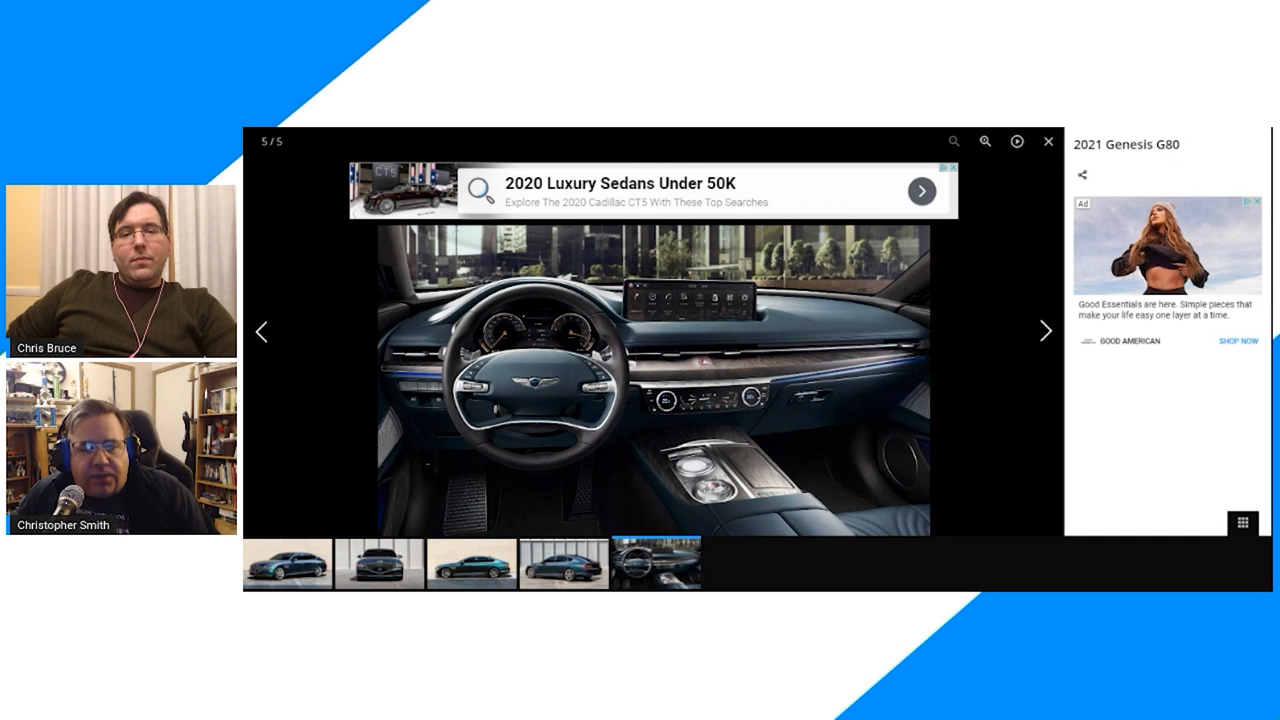 5 / 5
2021 Genesis G80
CT5
2020 Luxury Sedans Under 50K
Explore The 2020 Cadillac CT5 With These Top Searches
Ad
Good Essentials are here. Simple pieces that
make your life easy one layer at a time.
GOOD AMERICAN
SHOP NOW
Chris Bruce
Christopher Smith